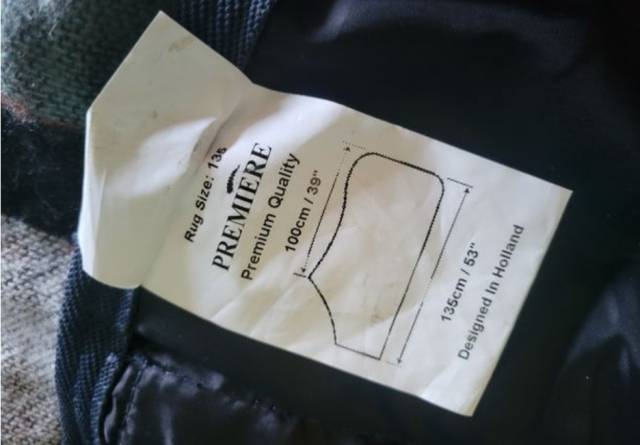 Rug Size: 135
PREMIERE
Premium Quality
100cm / 39"
135cm / 53"
Designed In Holland